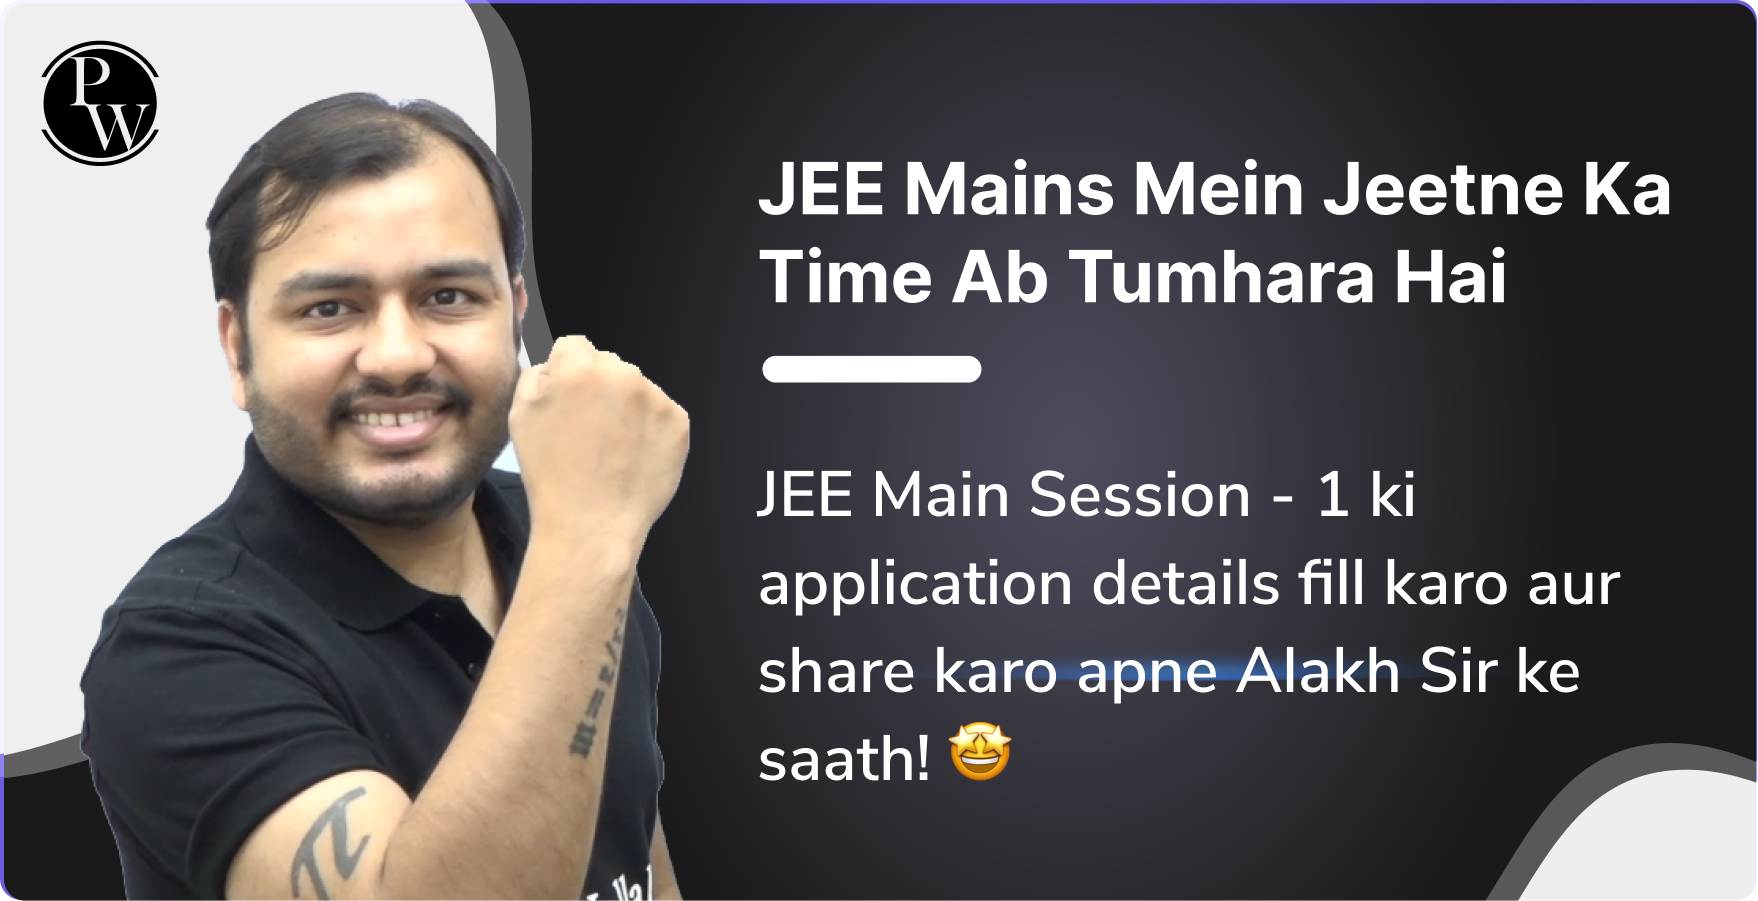 P
W
JEE Mains Mein Jeetne Ka
Time Ab Tumhara Hai
JEE Main Session - 1 ki
application details fill karo aur
share karo apne Alakh Sir ke
saath! 🤩